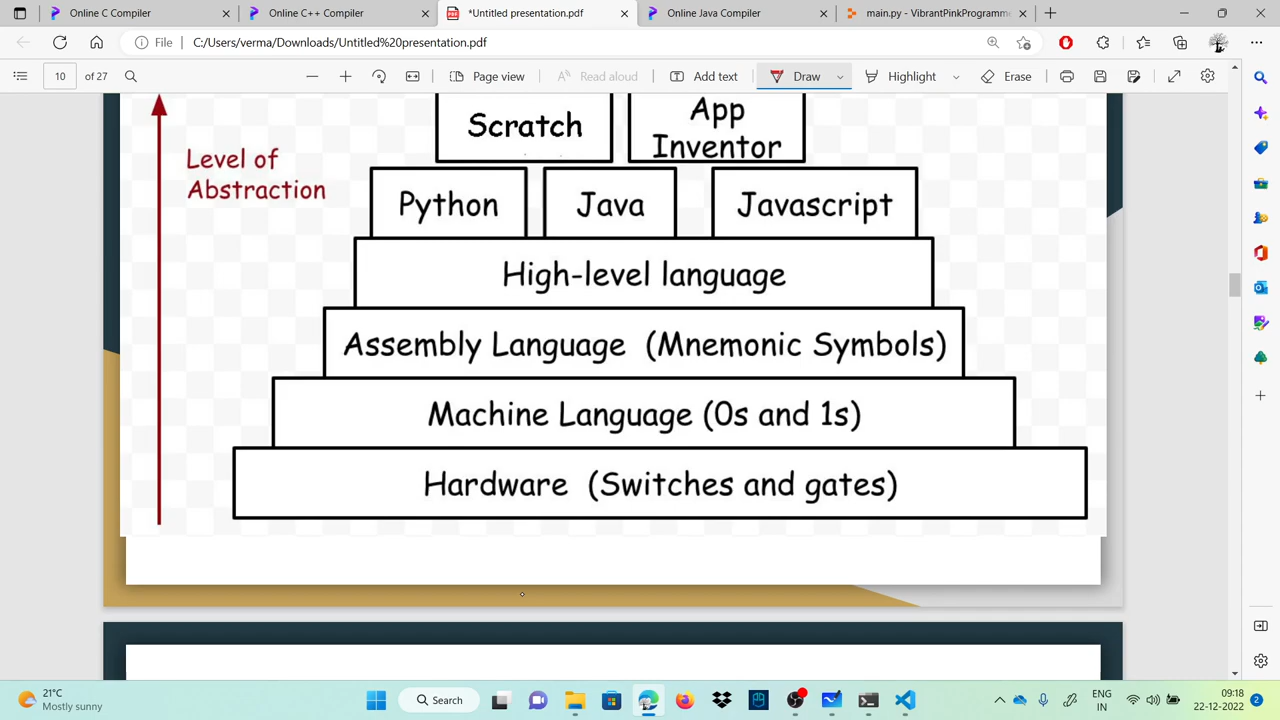 Online C Compiler
Online C++ Compiler
*Untitled presentation.pdf
Online Java Compiler
main.py - VibrantPinkProgramm
File
C:/Users/verma/Downloads/Untitled%20presentation.pdf
10 of 27
Page view
Read aloud
Add text
Draw
Highlight
Erase
Scratch
App
Inventor
Level of
Abstraction
Python
Java
Javascript
High-level language
Assembly Language (Mnemonic Symbols)
Machine Language (0s and 1s)
Hardware (Switches and gates)
21°C
Mostly sunny
Search
ENG
IN
09:18
22-12-2022
2